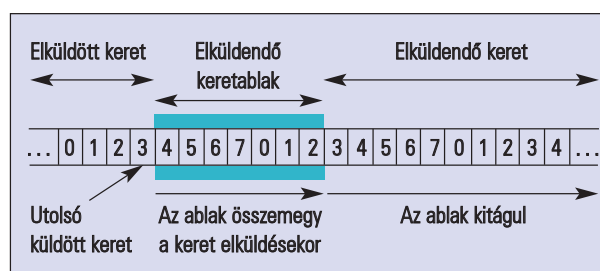 Elküldött keret
Elküldendő
keretablak
Elküldendő keret
... 0 1 2 3 4 5 6 7 0 1 2 3 4 5 6 7 0 1 2 3 4 ...
Utolsó
küldött keret
Az ablak összemegy
a keret elküldésekor
Az ablak kitágul